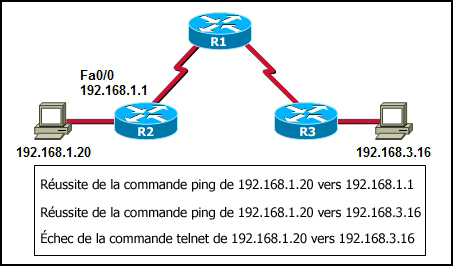 R1
Fa0/0
192.168.1.1
R2
R3
192.168.1.20
192.168.3.16
Réussite de la commande ping de 192.168.1.20 vers 192.168.1.1
Réussite de la commande ping de 192.168.1.20 vers 192.168.3.16
Échec de la commande telnet de 192.168.1.20 vers 192.168.3.16